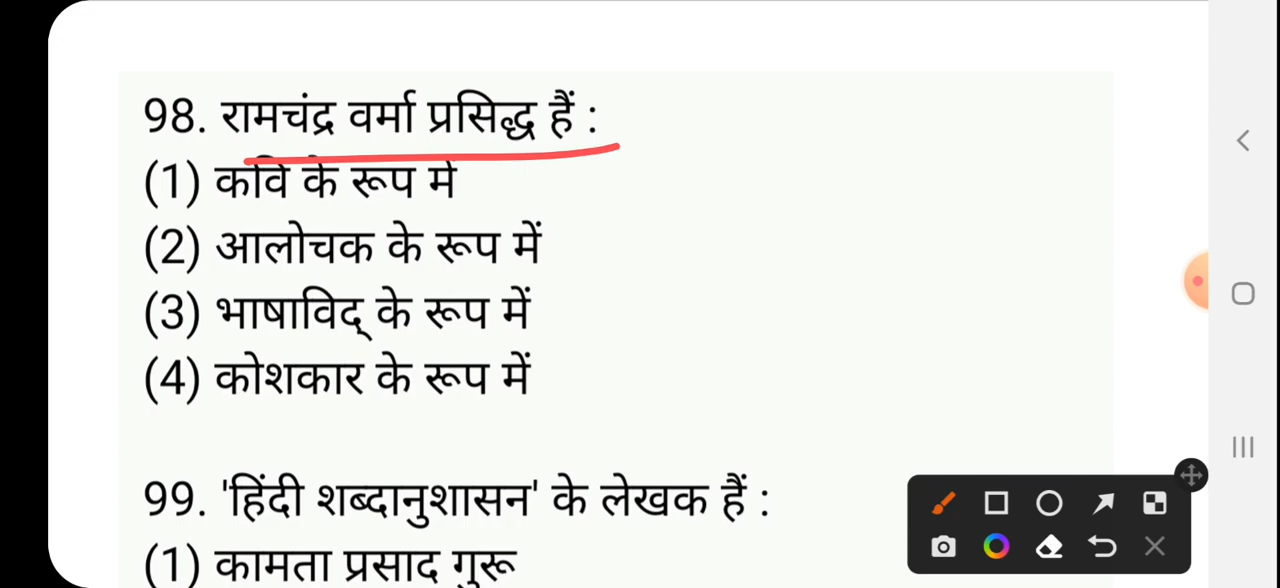 98. रामचंद्र वर्मा प्रसिद्ध हैं :
(1) कवि के रूप में
(2) आलोचक के रूप में
(3) भाषाविद् के रूप में
(4) कोशकार के रूप में
99. 'हिंदी शब्दानुशासन' के लेखक हैं :
(1) कामता प्रसाद गुरू